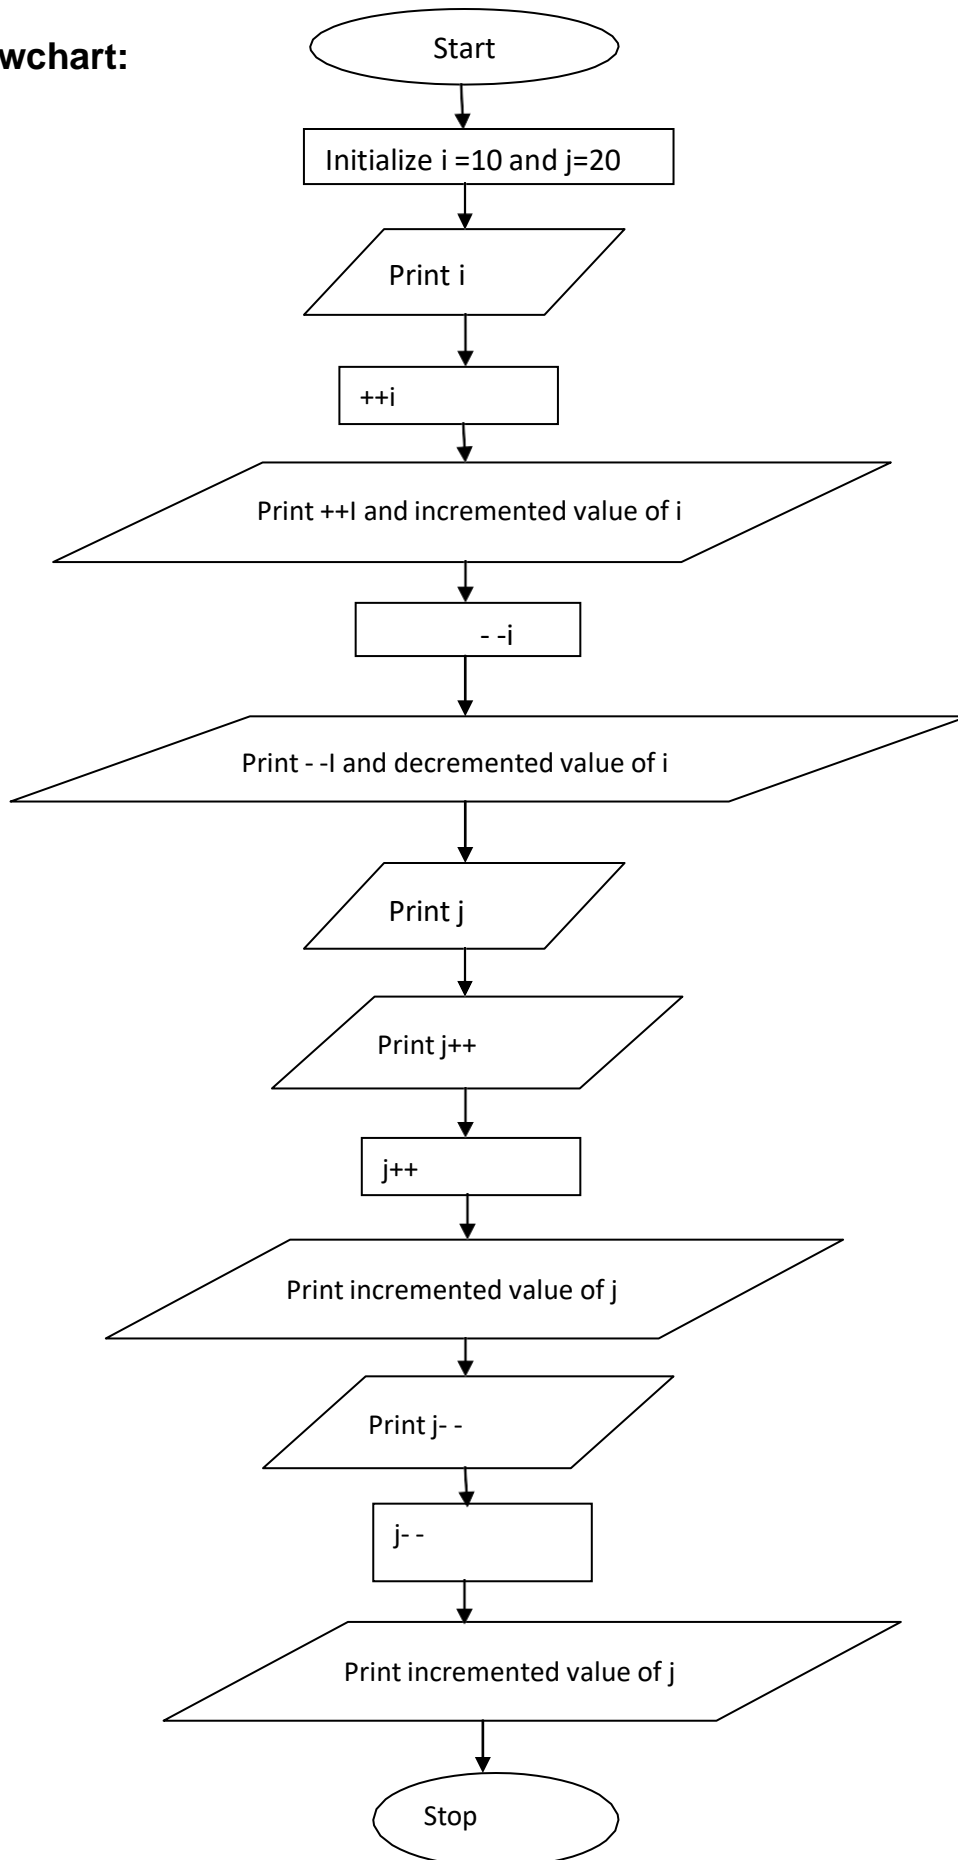 wchart:
Start
Initialize i =10 and j=20
Print i
++i
Print ++I and incremented value of i
- -i
Print - -I and decremented value of i
Print j
Print j++
j++
Print incremented value of j
Print j- -
j- -
Print incremented value of j
Stop